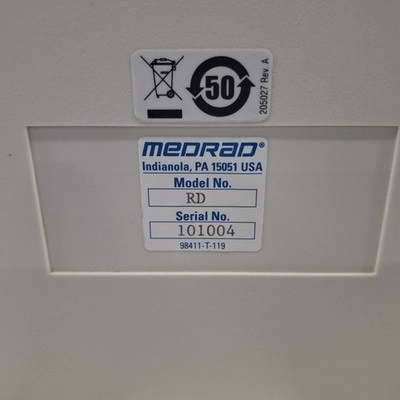 50
205027 Rev. A
MEDRAD®
Indianola, PA 15051 USA
Model No.
RD
Serial No.
101004
98411-T-119